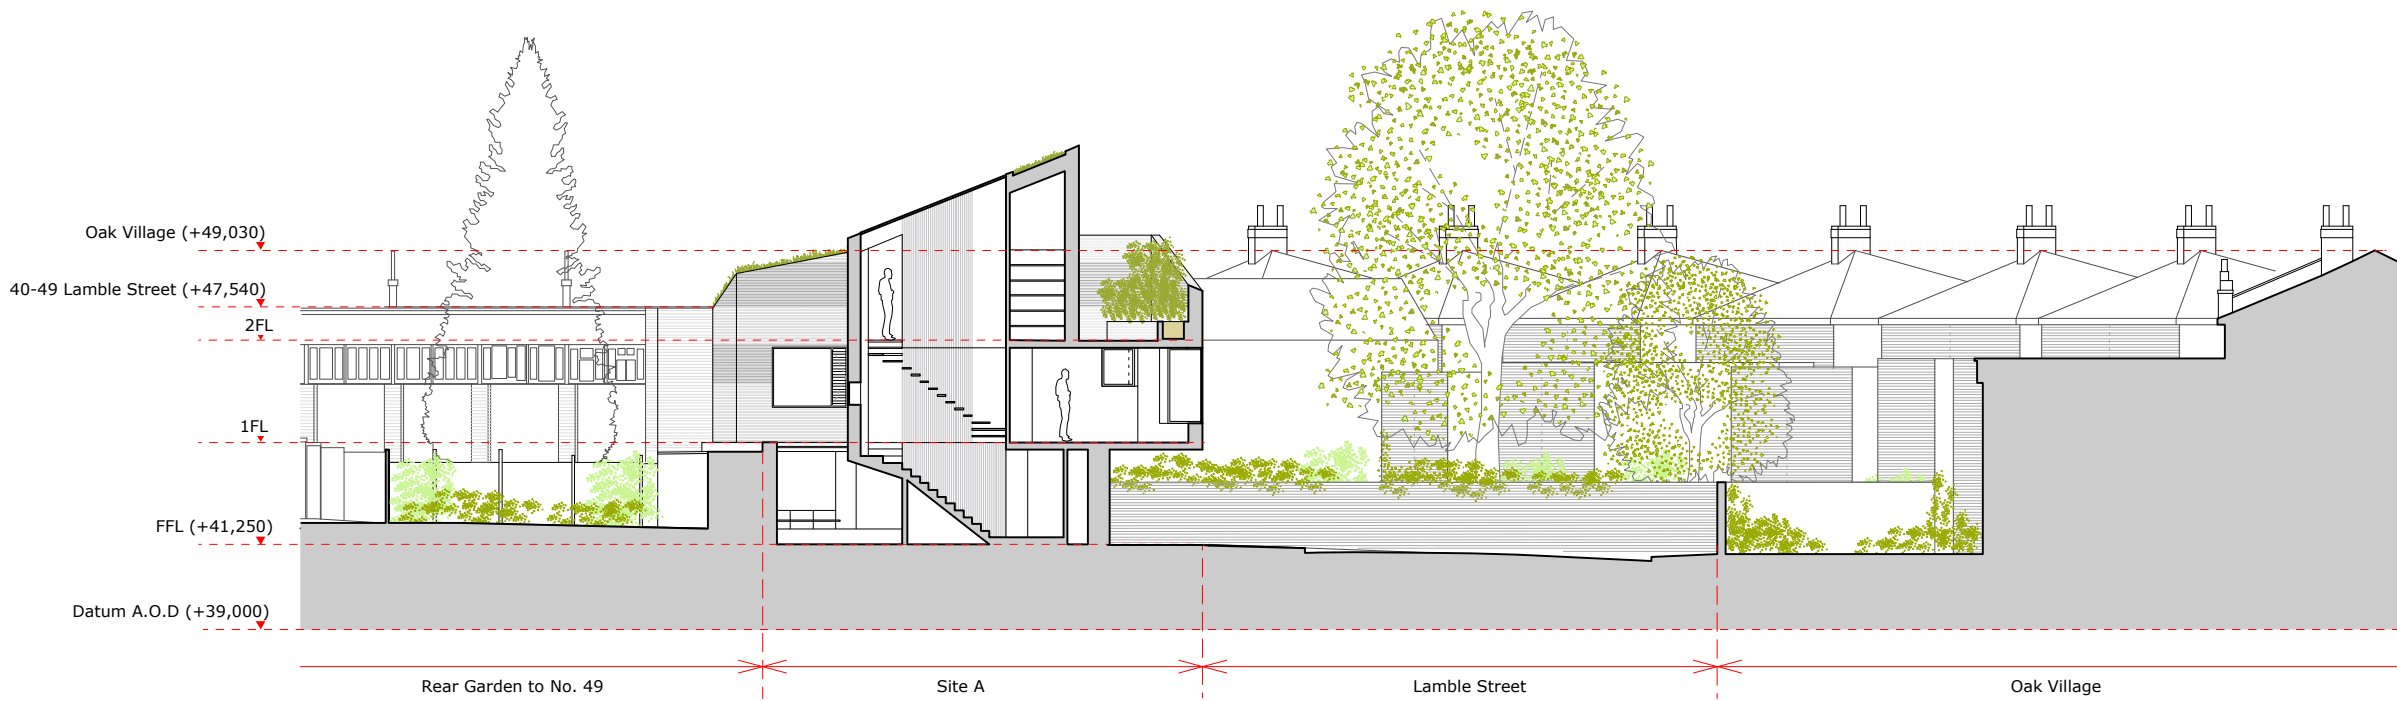 Oak Village (+49,030)
40-49 Lamble Street (+47,540)
2FL
1FL
FFL (+41,250)
Datum A.O.D (+39,000)
Rear Garden to No. 49
Site A
Lamble Street
Oak Village